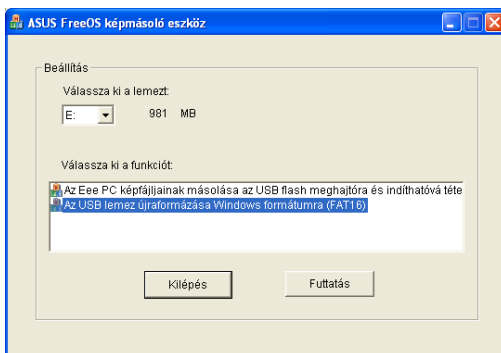 ASUS FreeOS képmásoló eszköz
Beállítás
Válassza ki a lemezt:
E: 981 MB
Válassza ki a funkciót:
Az Eee PC képfájljainak másolása az USB flash meghajtóra és indíthatóvá téte
Az USB lemez újraformázása Windows formátumra (FAT16)
Kilépés Futtatás